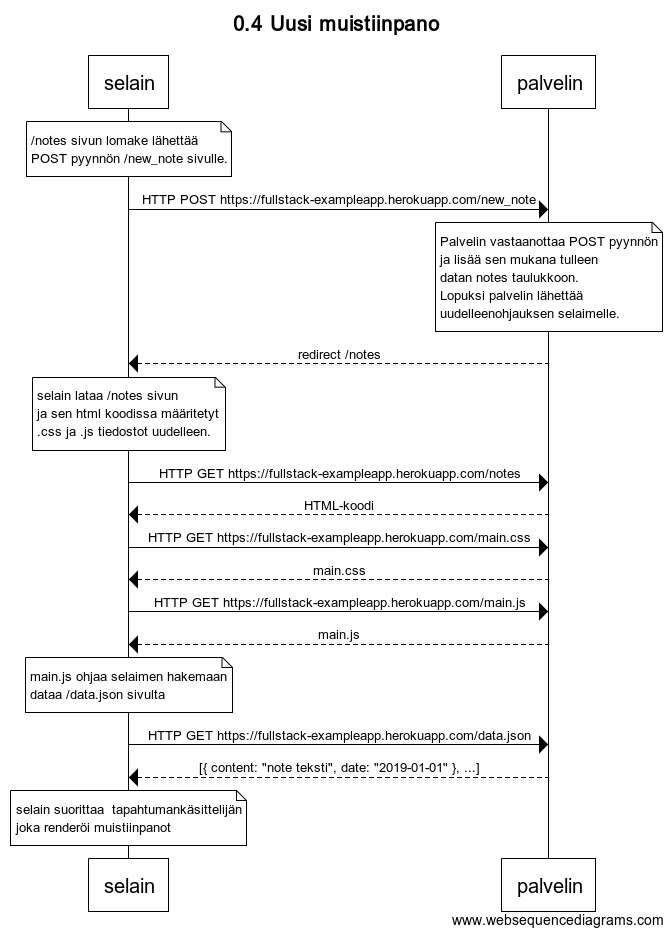 0.4 Uusi muistiinpano
selain
palvelin
/notes sivun lomake lähettää
POST pyynnön /new_note sivulle.
HTTP POST https://fullstack-exampleapp.herokuapp.com/new_note
Palvelin vastaanottaa POST pyynnön
ja lisää sen mukana tulleen
datan notes taulukkoon.
Lopuksi palvelin lähettää
uudelleenohjauksen selaimelle.
redirect /notes
selain lataa /notes sivun
ja sen html koodissa määritetyt
.css ja .js tiedostot uudelleen.
HTTP GET https://fullstack-exampleapp.herokuapp.com/notes
HTML-koodi
HTTP GET https://fullstack-exampleapp.herokuapp.com/main.css
main.css
HTTP GET https://fullstack-exampleapp.herokuapp.com/main.js
main.js
main.js ohjaa selaimen hakemaan
dataa /data.json sivulta
HTTP GET https://fullstack-exampleapp.herokuapp.com/data.json
[{ content: "note teksti", date: "2019-01-01" }, ...]
selain suorittaa  tapahtumankäsittelijän
joka renderöi muistiinpanot
selain
palvelin
www.websequencediagrams.com